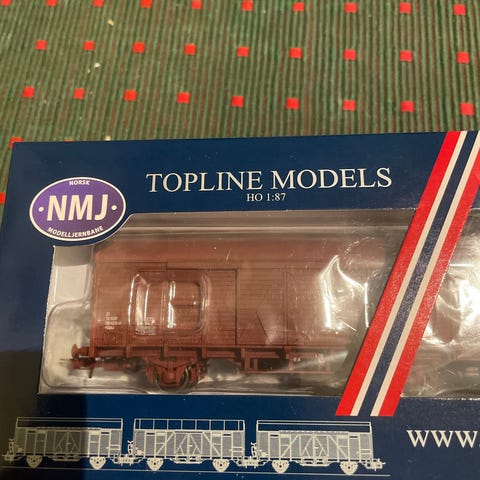 NORSK
NMJ
MODELLJERNBANE
TOPLINE MODELS
HO 1:87
WWW.